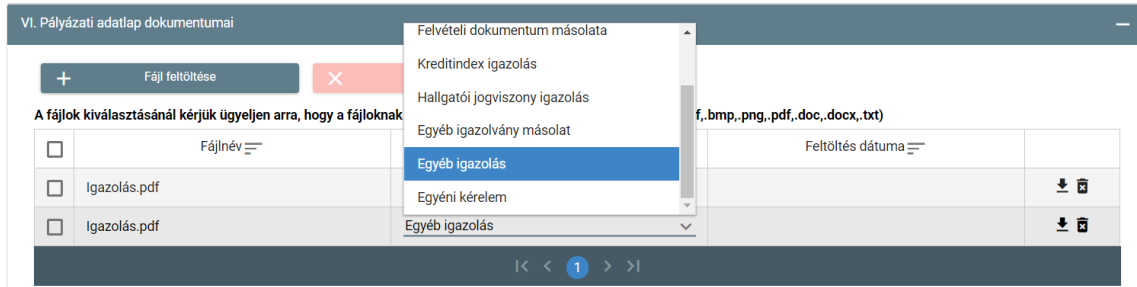 VI. Pályázati adatlap dokumentumai
Felvételi dokumentum másolata
Kreditindex igazolás
Hallgatói jogviszony igazolás
Egyéb igazolvány másolat
Egyéb igazolás
Egyéni kérelem
Fájl feltöltése
A fájlok kiválasztásánál kérjük ügyeljen arra, hogy a fájloknak .bmp,.png,.pdf,.doc,.docx,.txt)
Fájlnév Feltöltés dátuma
Igazolás.pdf
Igazolás.pdf Egyéb igazolás
1